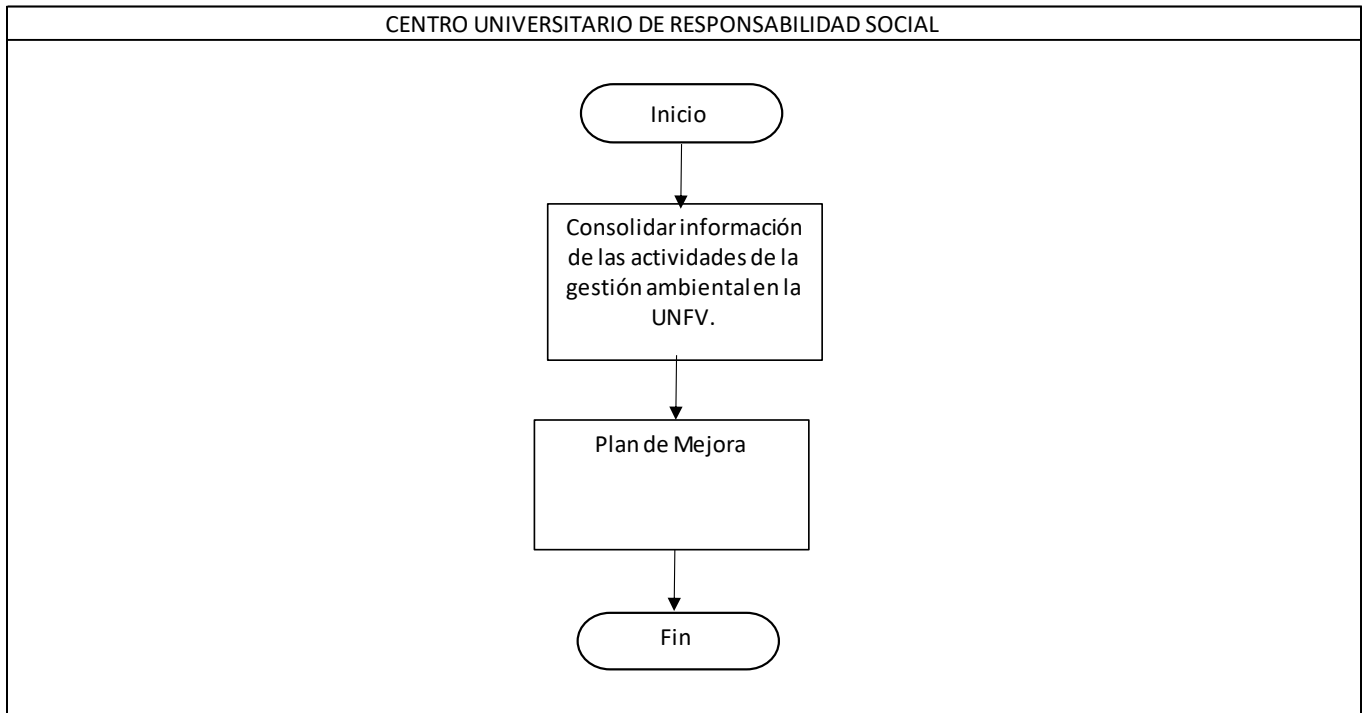 CENTRO UNIVERSITARIO DE RESPONSABILIDAD SOCIAL
Inicio
Consolidar información
de las actividades de la
gestión ambiental en la
UNFV.
Plan de Mejora
Fin